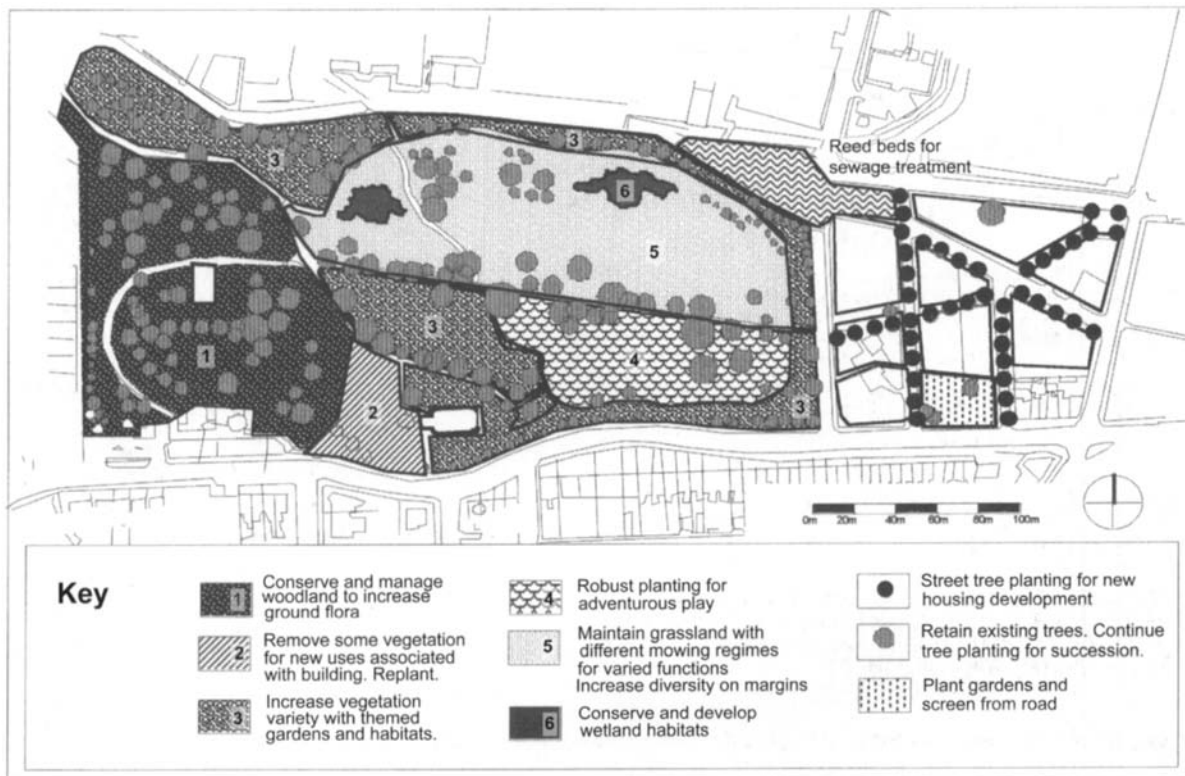 3
3
6
5
3
4
1
2
3
Reed beds for
sewage treatment
0m 20m 40m 60m 80m 100m
Key
1 Conserve and manage
woodland to increase
ground flora
2 Remove some vegetation
for new uses associated
with building. Replant.
3 Increase vegetation
variety with themed
gardens and habitats.
4 Robust planting for
adventurous play
5 Maintain grassland with
different mowing regimes
for varied functions
Increase diversity on margins
6 Conserve and develop
wetland habitats
Street tree planting for new
housing development
Retain existing trees. Continue
tree planting for succession.
Plant gardens and
screen from road